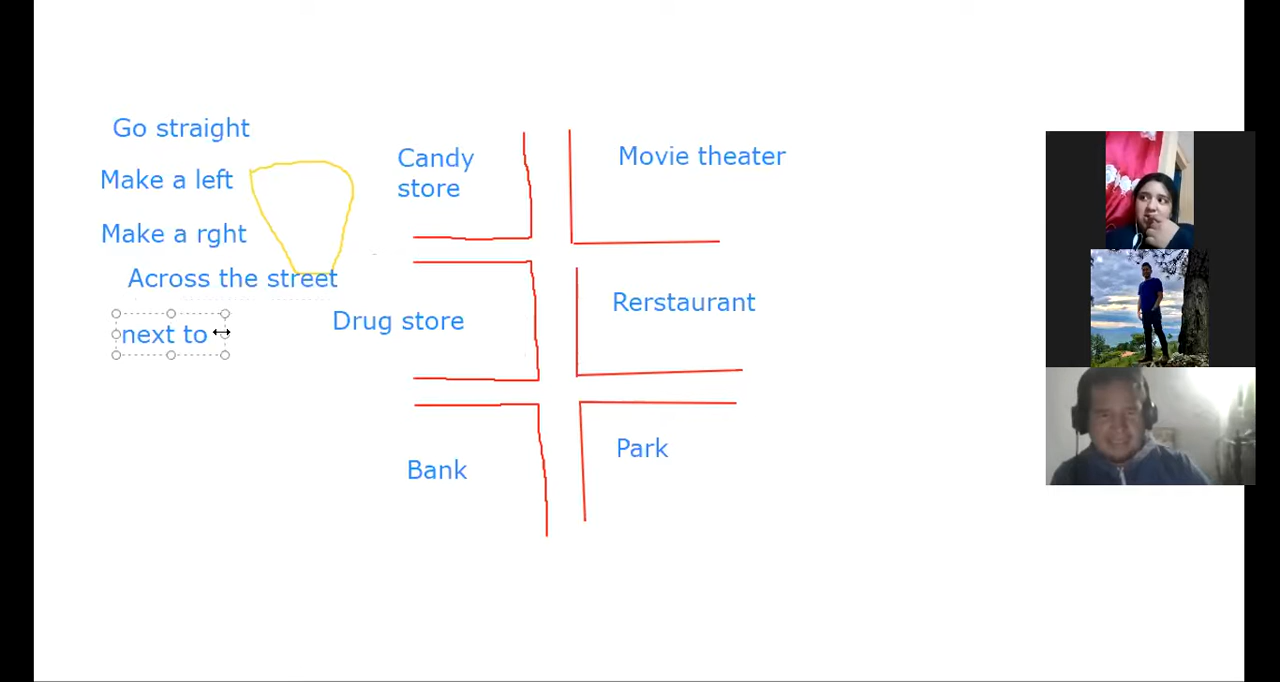 Go straight
Make a left
Make a rght
Across the street
next to
Candy
store
Movie theater
Drug store
Rerstaurant
Bank
Park